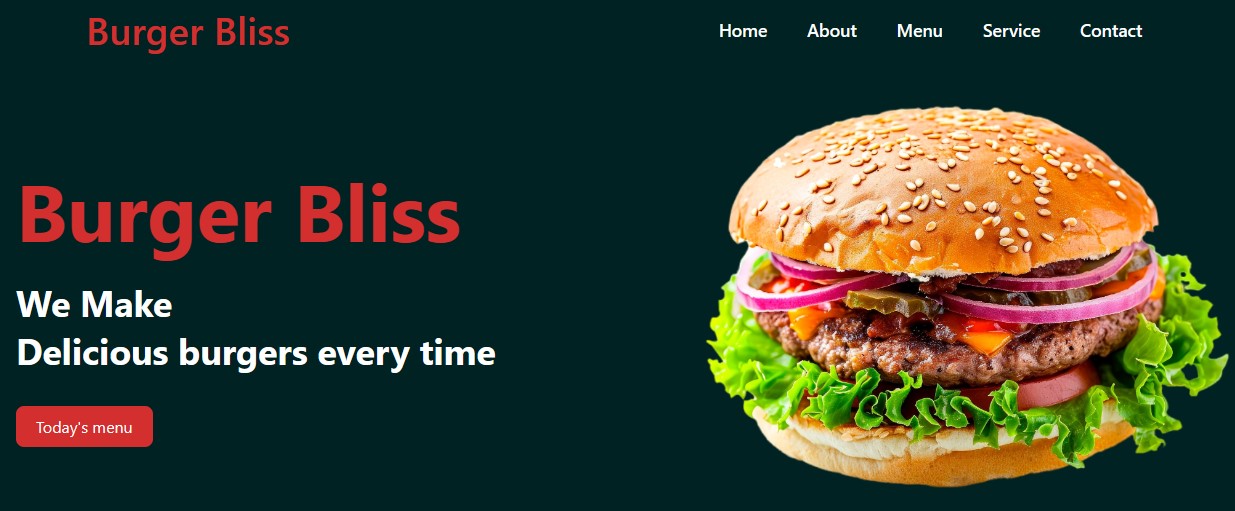 Burger Bliss
Home About Menu Service Contact
Burger Bliss
We Make
Delicious burgers every time
Today's menu